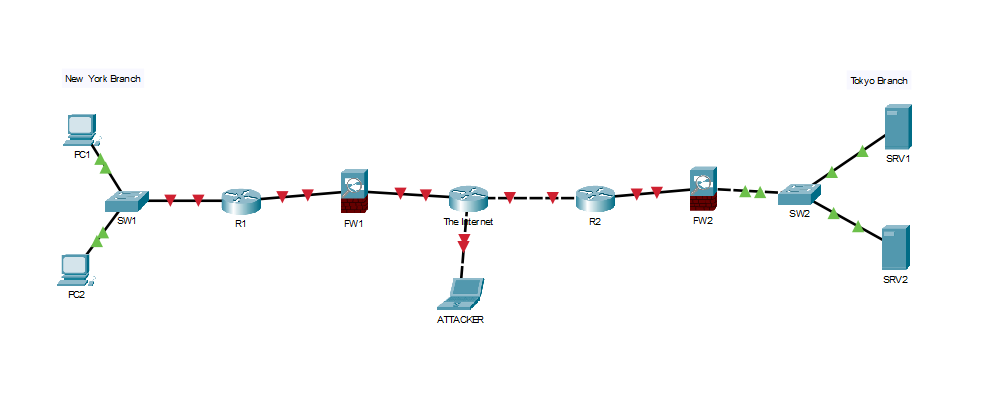 New York Branch
Tokyo Branch
PC1
SRV1
SW1
R1
FW1
The Internet
R2
FW2
SW2
PC2
SRV2
ATTACKER